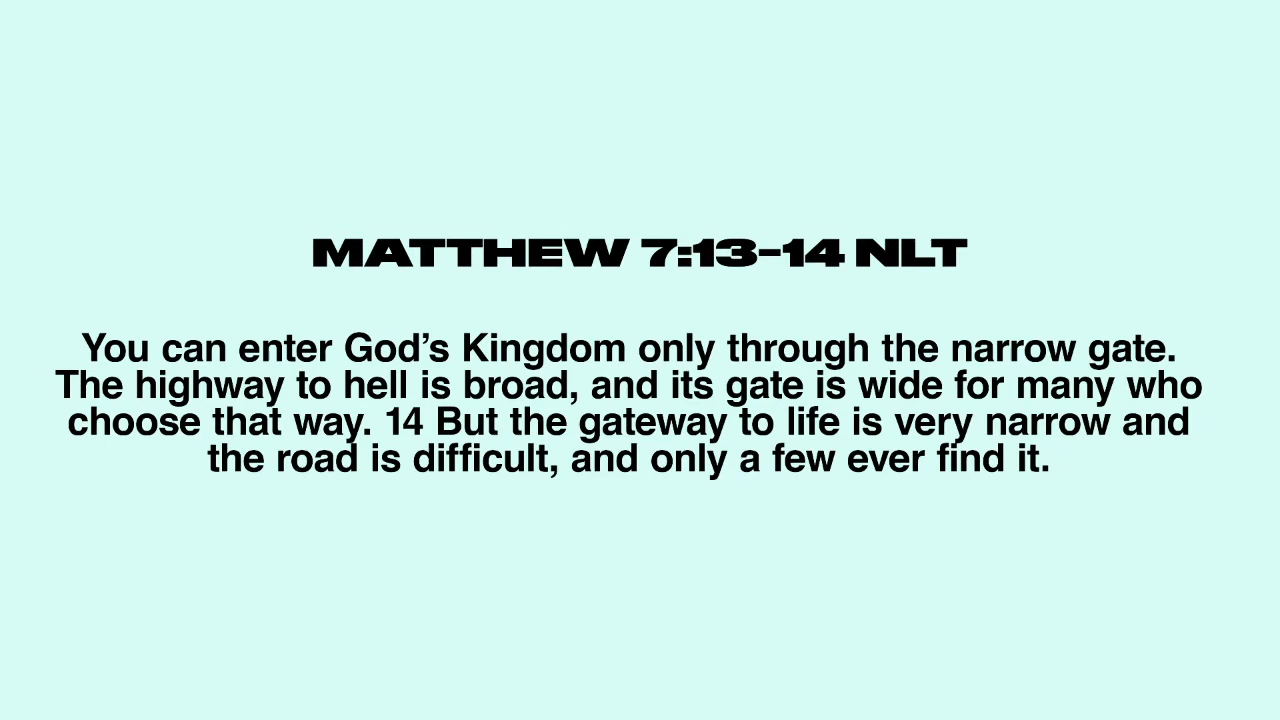 MATTHEW 7:13-14 NLT
You can enter God’s Kingdom only through the narrow gate.
The highway to hell is broad, and its gate is wide for many who
choose that way. 14 But the gateway to life is very narrow and
the road is difficult, and only a few ever find it.